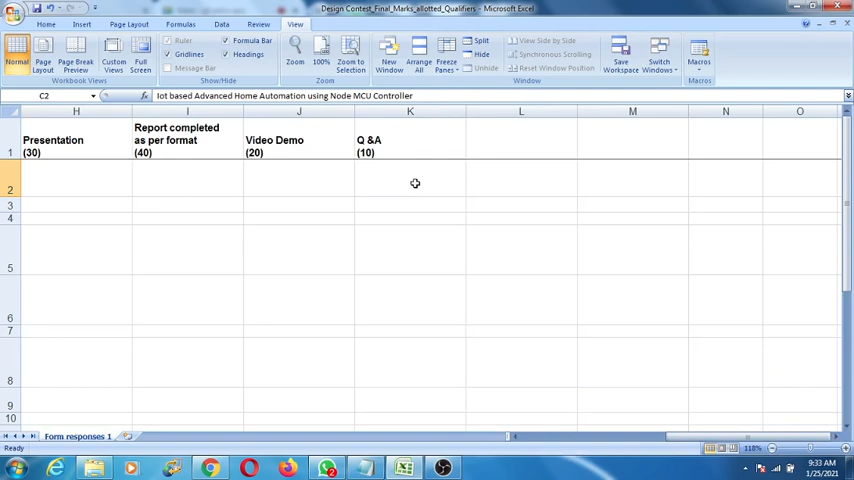 Design Contest_Final_Marks_allotted_Qualifiers - Microsoft Excel
Home Insert Page Layout Formulas Data Review View
Normal Page Layout Page Break Preview Custom Views Full Screen
Workbook Views
Ruler Formula Bar
Gridlines Headings
Message Bar
Show/Hide
Zoom 100% Zoom to Selection
Zoom
New Window Arrange All Freeze Panes
Split
Hide
Unhide
View Side by Side
Synchronous Scrolling
Reset Window Position
Window
Save Workspace Switch Windows
Macros
Macros
C2 fx Iot based Advanced Home Automation using Node MCU Controller
H I J K L M N O
1
Presentation
(30)
Report completed
as per format
(40)
Video Demo
(20)
Q &A
(10)
2
3
4
5
6
7
8
9
10
Form responses 1
Ready 118%
2
9:33 AM
1/25/2021